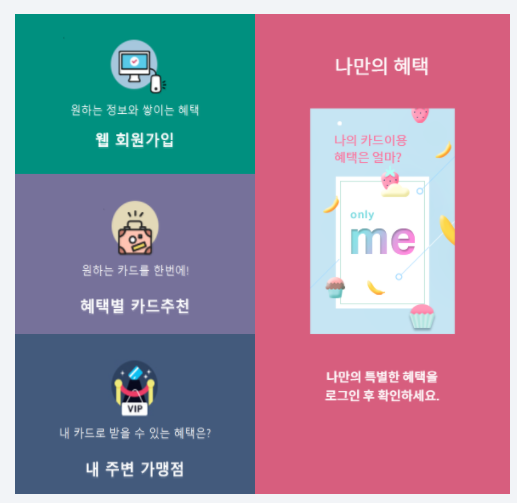 원하는 정보와 쌓이는 혜택
웹 회원가입
원하는 카드를 한번에!
혜택별 카드추천
VIP
내 카드로 받을 수 있는 혜택은?
내 주변 가맹점
나만의 혜택
나의 카드이용
혜택은 얼마?
only
me
나만의 특별한 혜택을
로그인 후 확인하세요.